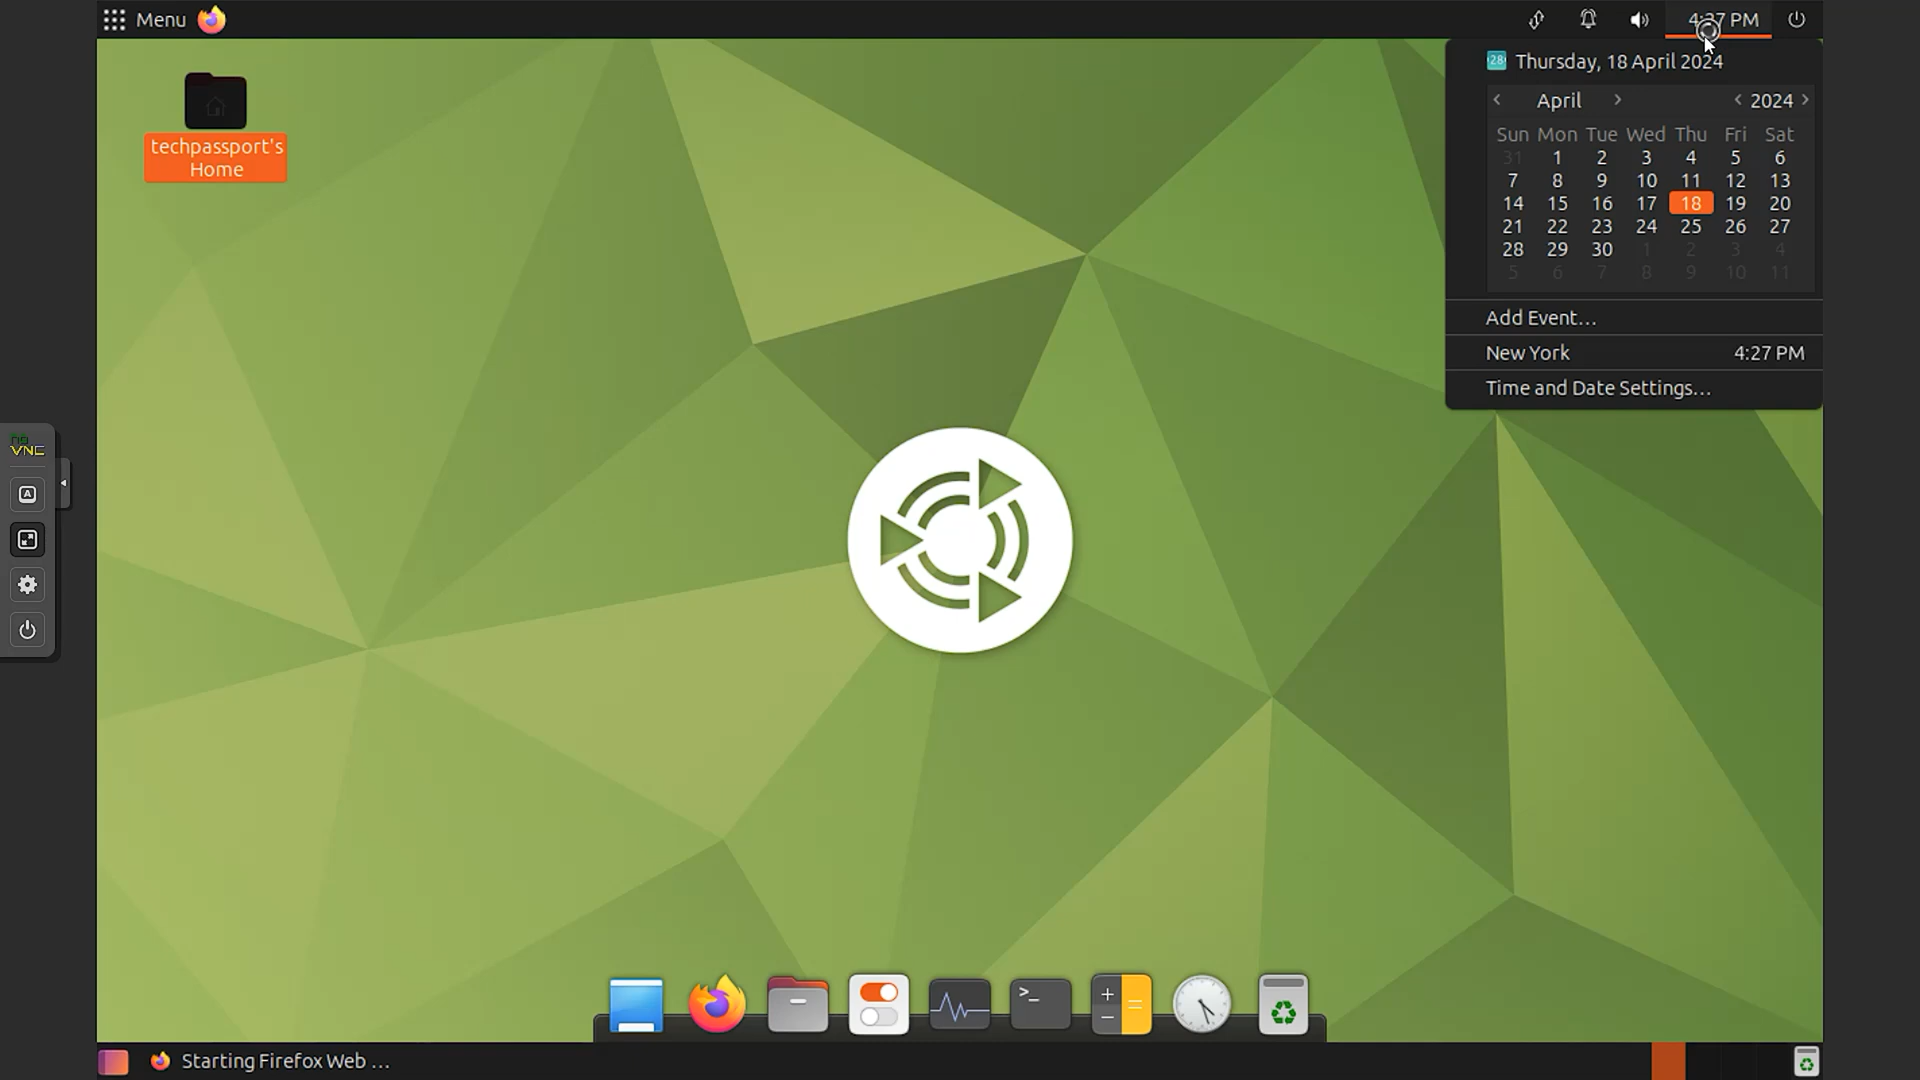 Menu
4:27 PM
28
Thursday, 18 April 2024
April 2024
Sun Mon Tue Wed Thu Fri Sat
31 1 2 3 4 5 6
7 8 9 10 11 12 13
14 15 16 17 18 19 20
21 22 23 24 25 26 27
28 29 30 1 2 3 4
5 6 7 8 9 10 11
Add Event…
New York 4:27 PM
Time and Date Settings…
techpassport's
Home
no
VNC
A
>_
Starting Firefox Web …